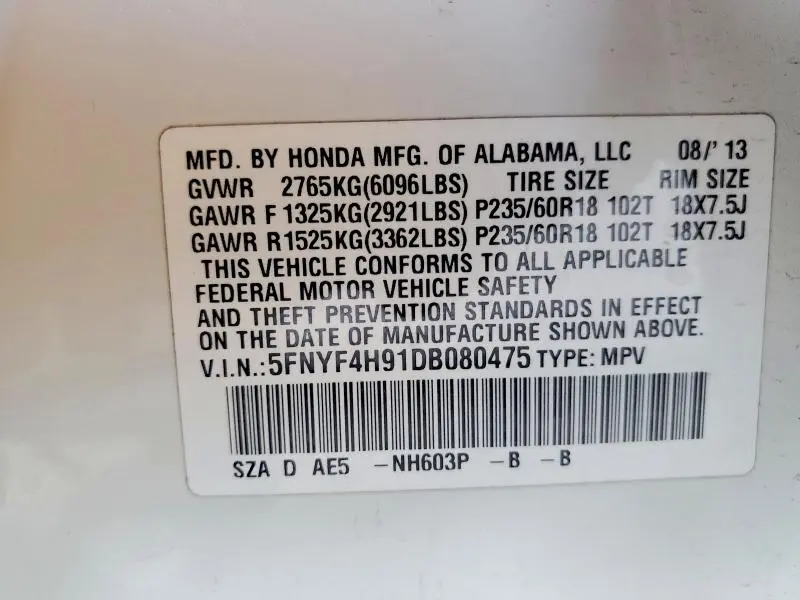 MFD. BY HONDA MFG. OF ALABAMA, LLC 08/' 13
GVWR 2765KG(6096LBS) TIRE SIZE RIM SIZE
GAWR F 1325KG(2921LBS) P235/60R18 102T 18X7.5J
GAWR R1525KG(3362LBS) P235/60R18 102T 18X7.5J
THIS VEHICLE CONFORMS TO ALL APPLICABLE
FEDERAL MOTOR VEHICLE SAFETY
AND THEFT PREVENTION STANDARDS IN EFFECT
ON THE DATE OF MANUFACTURE SHOWN ABOVE.
V.I.N.:5FNYF4H91DB080475 TYPE: MPV
SZA D AE5 -NH603P -B -B